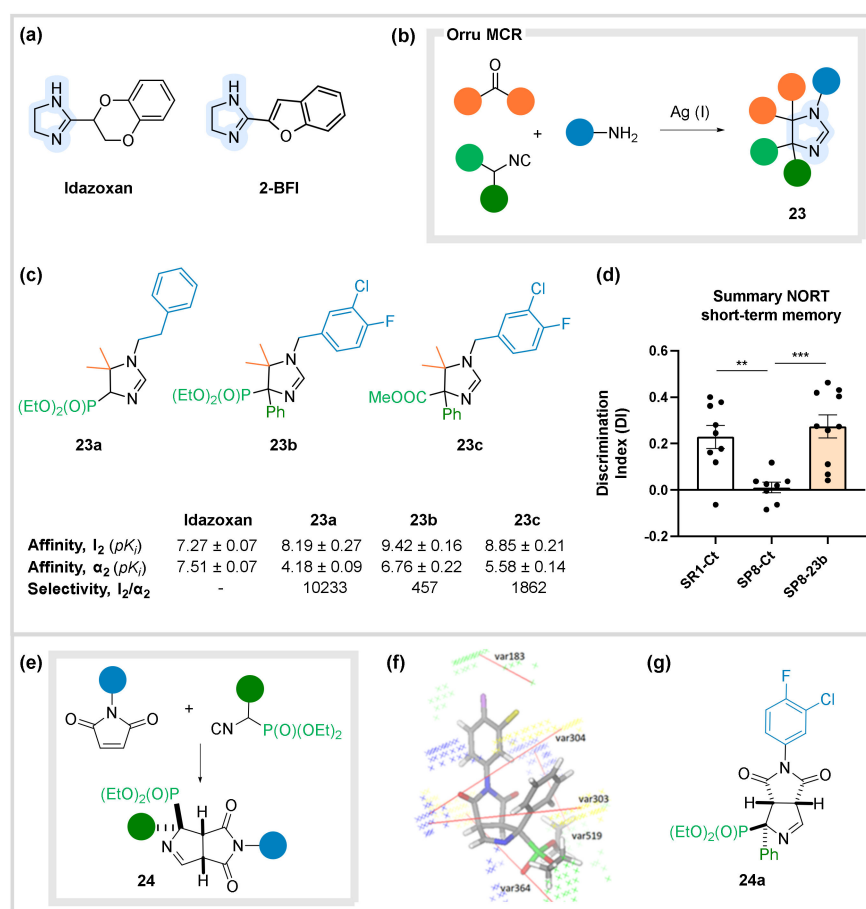 (a)
NH
N
O
O
Idazoxan
NH
N
O
2-BFI
(b)
Orru MCR
O
NC
+
NH₂
Ag (I)
N
N
23
(c)
N
N
(EtO)₂(O)P
23a
Cl
F
N
N
(EtO)₂(O)P
Ph
23b
Cl
F
N
N
MeOOC
Ph
23c
Idazoxan 23a 23b 23c
Affinity, I₂ (pKᵢ) 7.27 ± 0.07 8.19 ± 0.27 9.42 ± 0.16 8.85 ± 0.21
Affinity, α₂ (pKᵢ) 7.51 ± 0.07 4.18 ± 0.09 6.76 ± 0.22 5.58 ± 0.14
Selectivity, I₂/α₂ - 10233 457 1862
(d)
Summary NORT
short-term memory
Discrimination
Index (DI)
0.6
0.4
0.2
0.0
-0.2
**
***
SR1-Ct
SP8-Ct
SP8-23b
(e)
N
O
O
+
CN
P(O)(OEt)₂
(EtO)₂(O)P
H
O
N
N
H
O
24
(f)
var183
var304
var303
var519
var364
(g)
F
Cl
N
O
O
H
H
(EtO)₂(O)P
N
Ph
24a